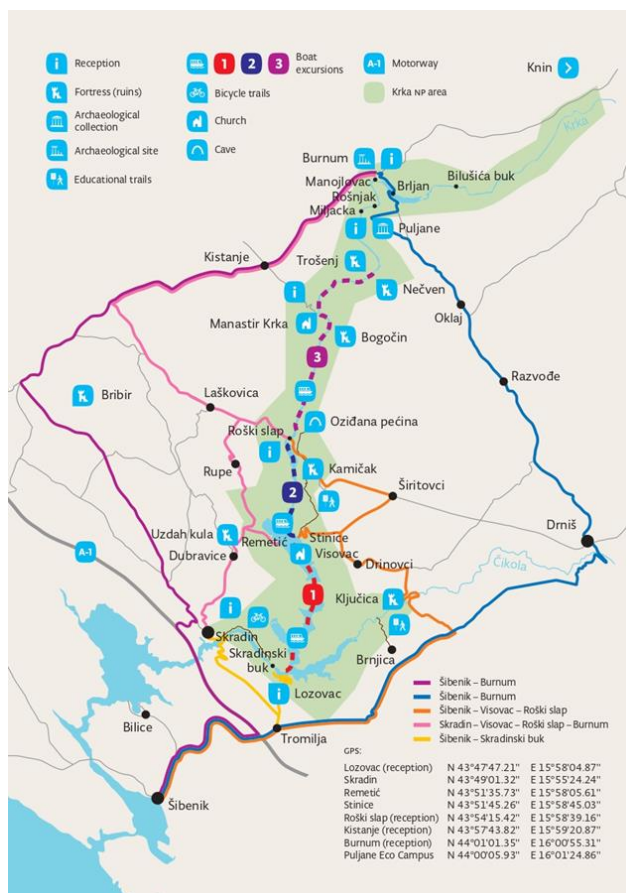 Reception
Fortress (ruins)
Archaeological
collection
Archaeological site
Educational trails
1 2 3 Boat
excursions
Bicycle trails
Church
Cave
A-1 Motorway
Krka NP area
Knin
Krka
Burnum
Manojlovac
Brljan
Bilušića buk
Rošnjak
Miljacka
Puljane
Kistanje
Trošenj
Nečven
Oklaj
Manastir Krka
Bogočin
3
Razvođe
Bribir
Laškovica
Oziđana pećina
Roški slap
Rupe
Kamičak
Širitovci
2
Drniš
Uzdah kula
Remetić
Stinice
Visovac
A-1
Dubravice
Drinovci
Čikola
1
Ključica
Skradin
Skradinski
buk
Brnjica
Lozovac
Bilice
Tromilja
Šibenik
Šibenik – Burnum
Šibenik – Burnum
Šibenik – Visovac – Roški slap
Skradin – Visovac – Roški slap – Burnum
Šibenik – Skradinski buk
GPS:
Lozovac (reception) N 43°47'47.21" E 15°58'04.87"
Skradin N 43°49'01.32" E 15°55'24.24"
Remetić N 43°51'35.73" E 15°58'05.61"
Stinice N 43°51'45.26" E 15°58'45.03"
Roški slap (reception) N 43°54'15.42" E 15°58'39.16"
Kistanje (reception) N 43°57'43.82" E 15°59'20.87"
Burnum (reception) N 44°01'01.35" E 16°00'55.31"
Puljane Eco Campus N 44°00'05.93" E 16°01'24.86"